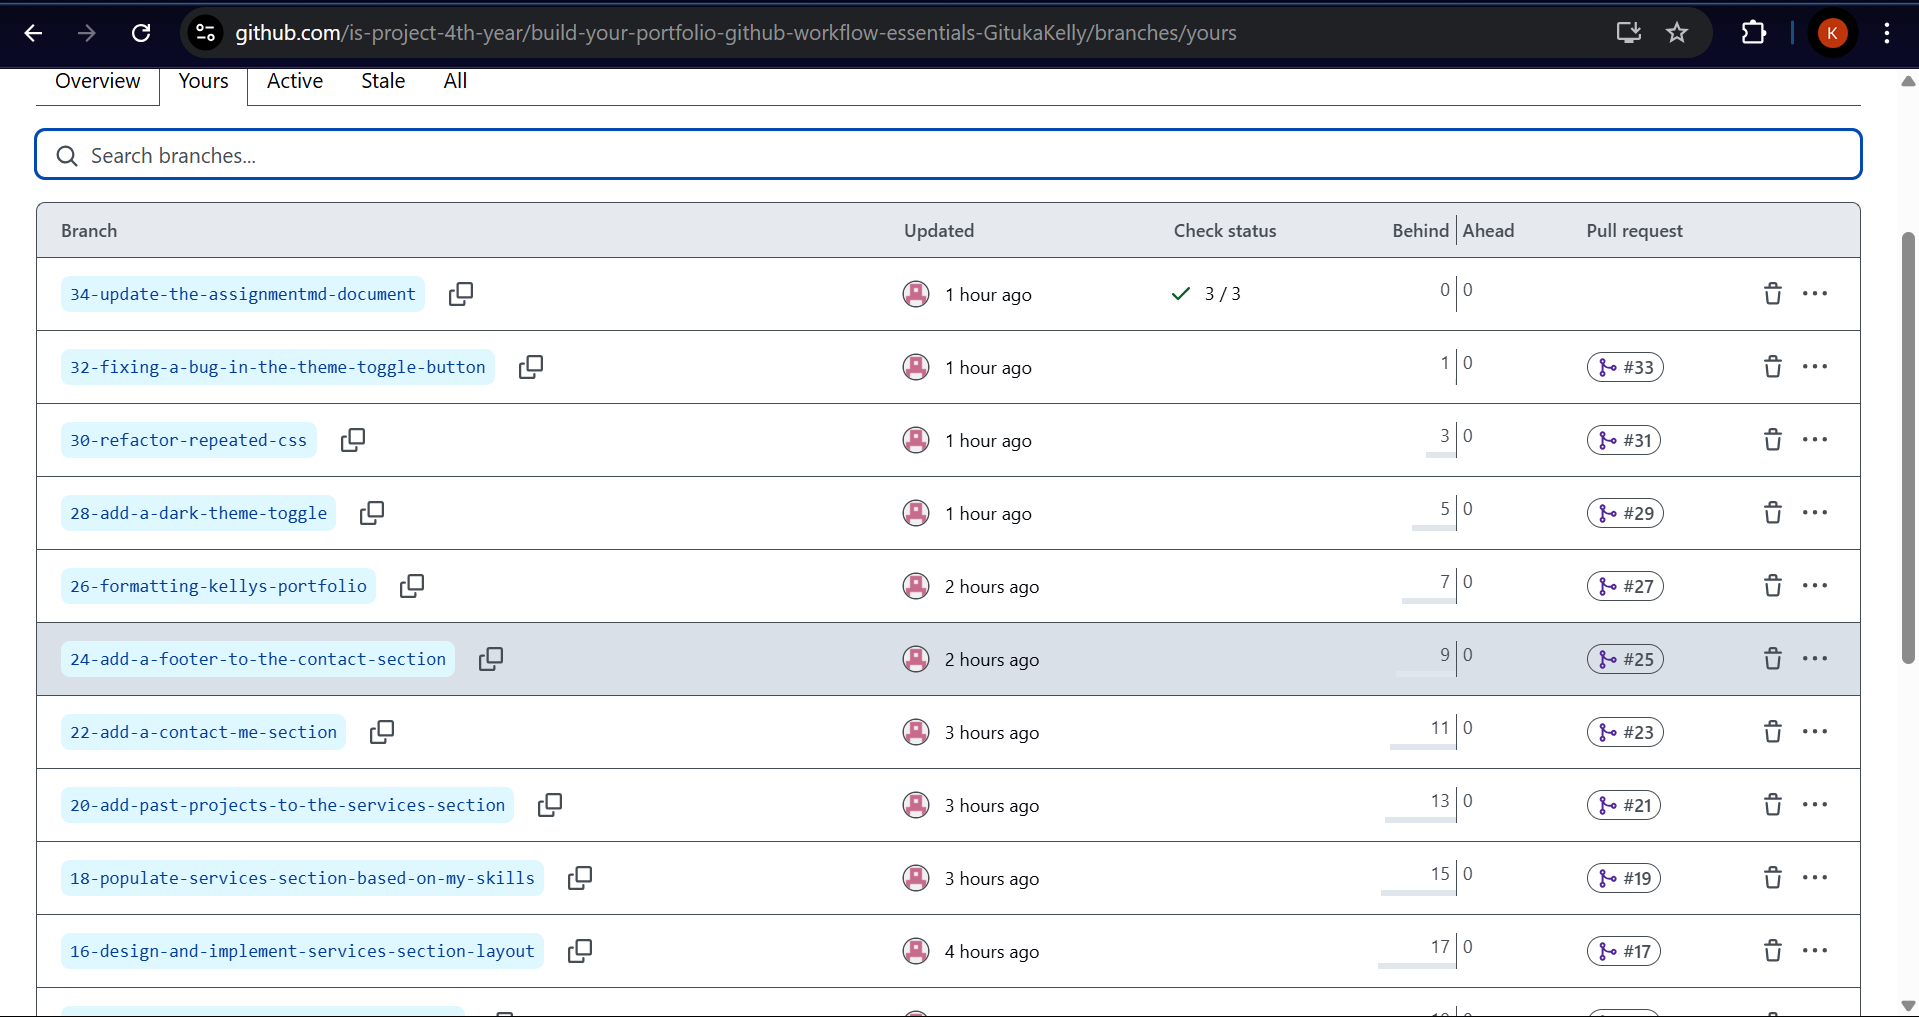 github.com/is-project-4th-year/build-your-portfolio-github-workflow-essentials-GitukaKelly/branches/yours
K
Overview Yours Active Stale All
Search branches...
Branch Updated Check status Behind Ahead Pull request
34-update-the-assignmentmd-document 1 hour ago 3 / 3 0 0
32-fixing-a-bug-in-the-theme-toggle-button 1 hour ago 1 0 #33
30-refactor-repeated-css 1 hour ago 3 0 #31
28-add-a-dark-theme-toggle 1 hour ago 5 0 #29
26-formatting-kellys-portfolio 2 hours ago 7 0 #27
24-add-a-footer-to-the-contact-section 2 hours ago 9 0 #25
22-add-a-contact-me-section 3 hours ago 11 0 #23
20-add-past-projects-to-the-services-section 3 hours ago 13 0 #21
18-populate-services-section-based-on-my-skills 3 hours ago 15 0 #19
16-design-and-implement-services-section-layout 4 hours ago 17 0 #17